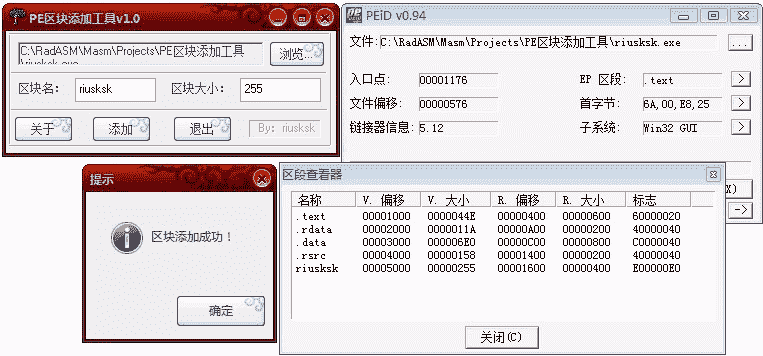 PE区块添加工具v1.0
C:\RadASM\Masm\Projects\PE区块添加工具
\riusksk.exe
浏览...
区块名: riusksk 区块大小: 255
关于 添加 退出 By: riusksk
PEiD v0.94
文件: C:\RadASM\Masm\Projects\PE区块添加工具\riusksk.exe ...
入口点: 00001176 EP 区段: .text >
文件偏移: 00000576 首字节: 6A,00,E8,25 >
链接器信息: 5.12 子系统: Win32 GUI >
X)
->
提示
区块添加成功！
确定
区段查看器
名称 V. 偏移 V. 大小 R. 偏移 R. 大小 标志
.text 00001000 0000044E 00000400 00000600 60000020
.rdata 00002000 0000011A 00000A00 00000200 40000040
.data 00003000 000006E0 00000C00 00000800 C0000040
.rsrc 00004000 00000158 00001400 00000200 40000040
riusksk 00005000 00000255 00001600 00000400 E00000E0
关闭(C)